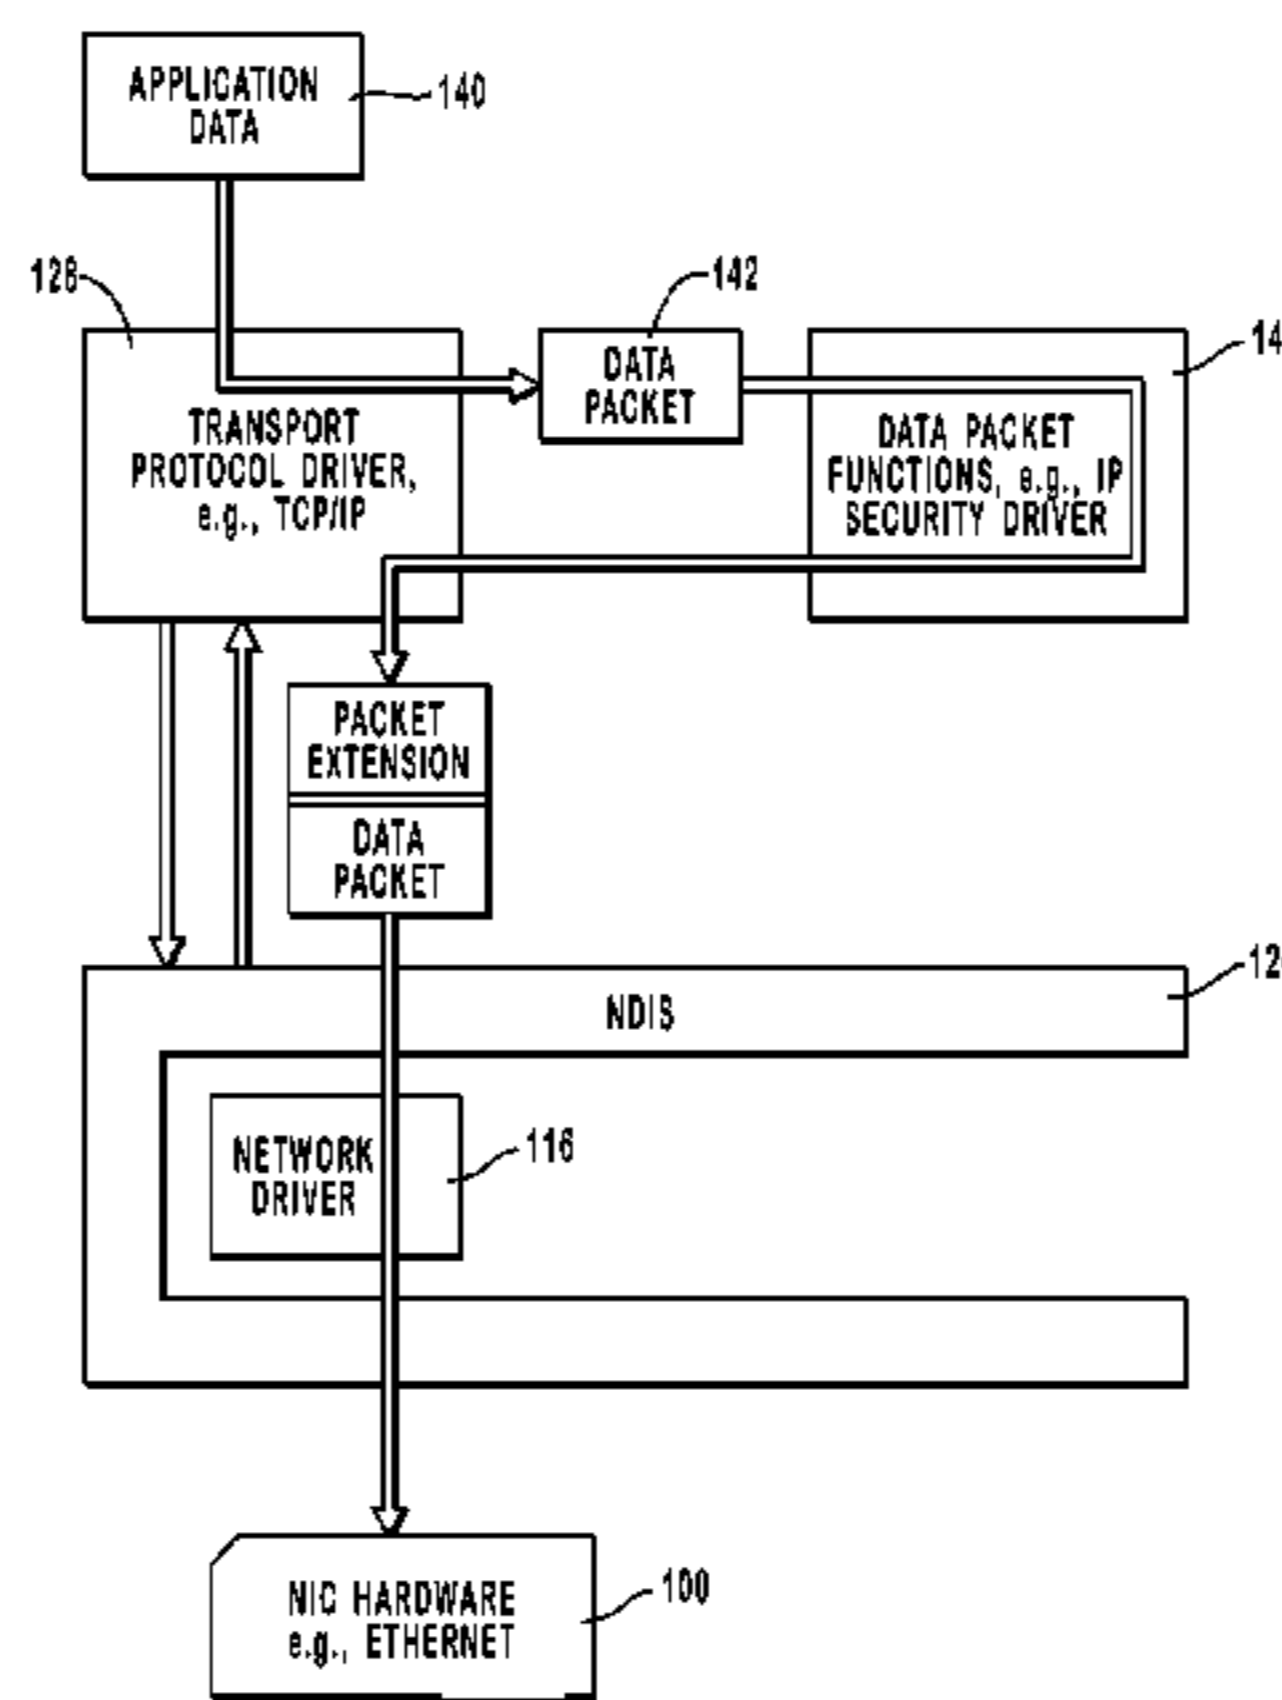 APPLICATION
DATA
140
128
142
DATA
PACKET
14
TRANSPORT
PROTOCOL DRIVER,
e.g., TCP/IP
DATA PACKET
FUNCTIONS, e.g., IP
SECURITY DRIVER
PACKET
EXTENSION
DATA
PACKET
NDIS
NETWORK
DRIVER
116
NIC HARDWARE
e.g., ETHERNET
100